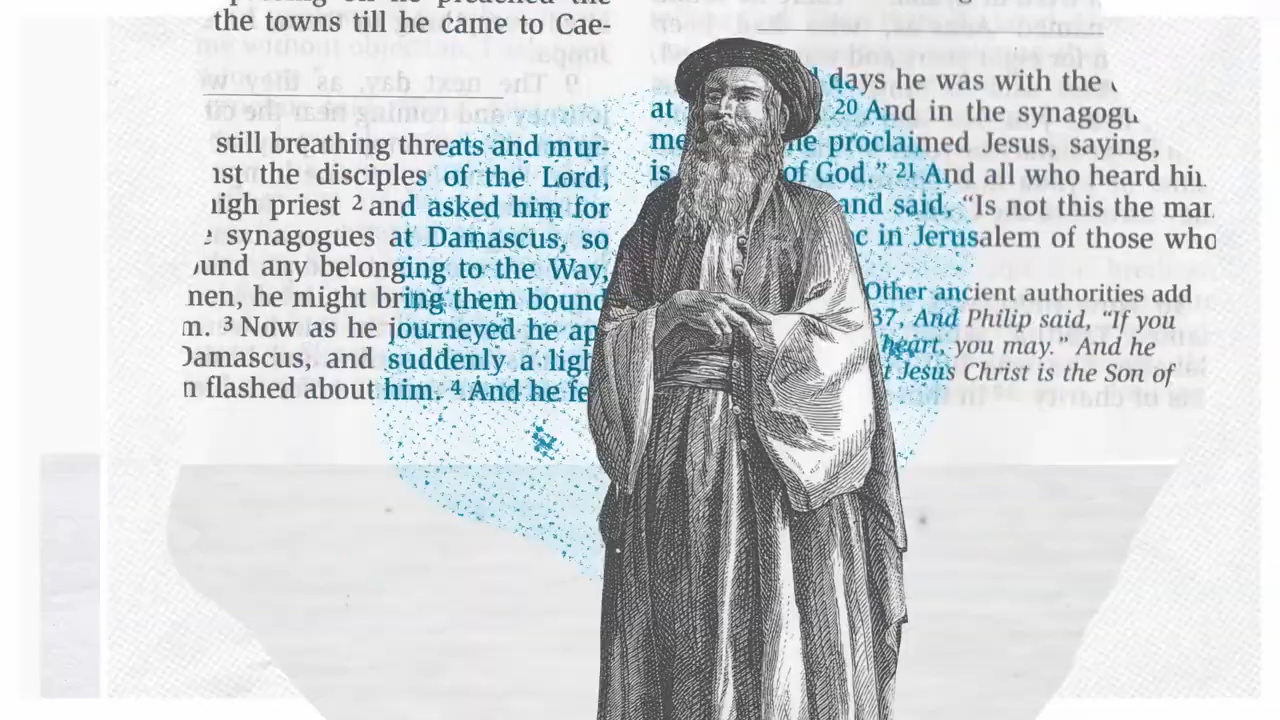 the towns till he came to Cae-
still breathing threats and mur-
the disciples of the Lord,
priest 2 and asked him for
synagogues at Damascus, so
any belonging to the Way,
he might bring them bound
3 Now as he journeyed he ap
Damascus, and suddenly a ligh
flashed about him. 4 And he fe
days he was with the
at 20 And in the synagogu
proclaimed Jesus, saying,
is of God.” 21 And all who heard
and said, “Is not this the man
in Jerusalem of those who
Other ancient authorities add
37, And Philip said, “If you
heart, you may.” And he
Jesus Christ is the Son of